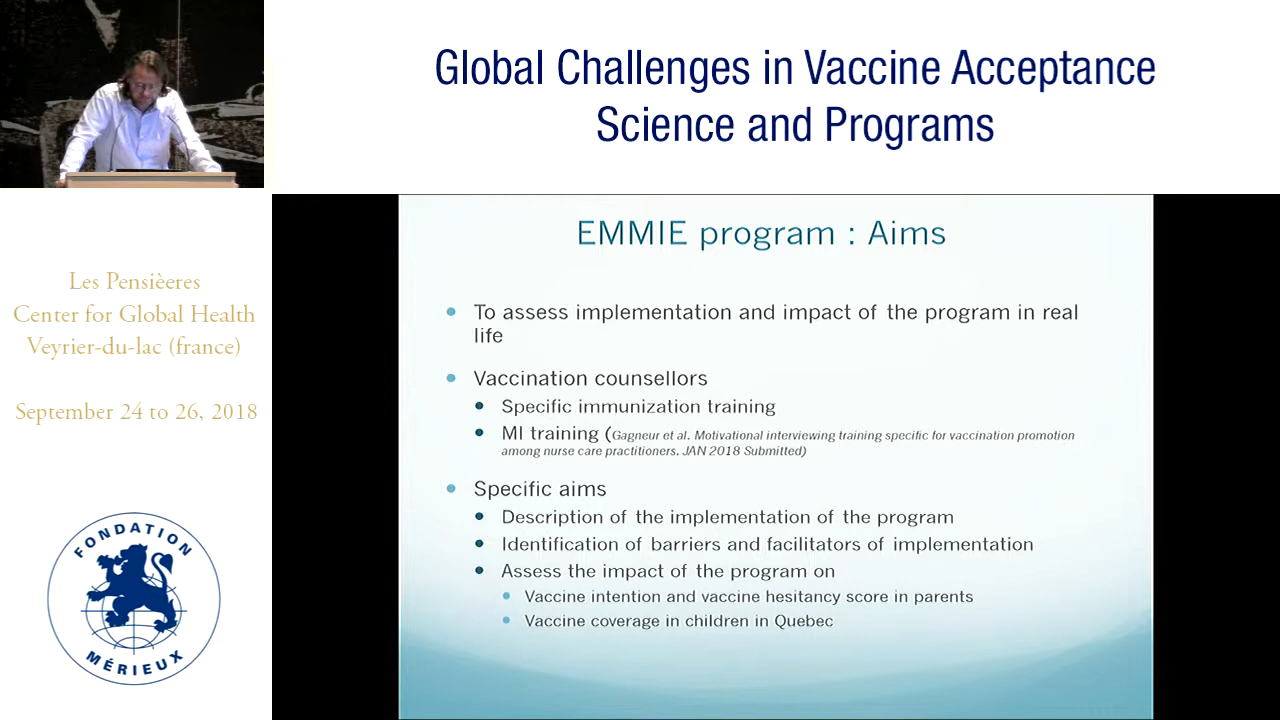 Global Challenges in Vaccine Acceptance
Science and Programs
Les Pensièeres
Center for Global Health
Veyrier-du-lac (france)
September 24 to 26, 2018
FONDATION
MÉRIEUX
EMMIE program : Aims
• To assess implementation and impact of the program in real
life
• Vaccination counsellors
• Specific immunization training
• MI training (Gagneur et al. Motivational interviewing training specific for vaccination promotion
among nurse care practitioners. JAN 2018 Submitted)
• Specific aims
• Description of the implementation of the program
• Identification of barriers and facilitators of implementation
• Assess the impact of the program on
• Vaccine intention and vaccine hesitancy score in parents
• Vaccine coverage in children in Quebec